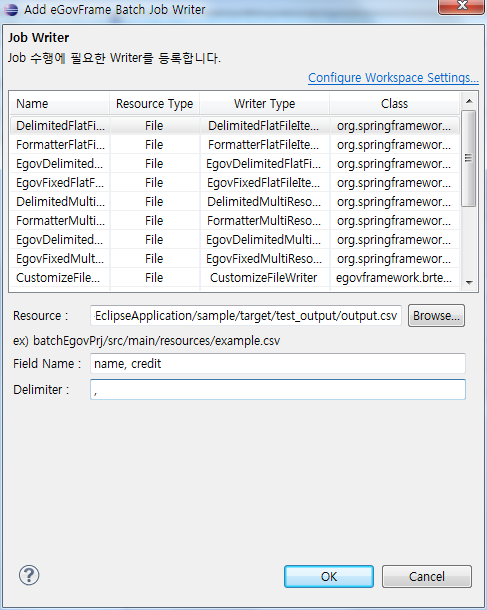 Add eGovFrame Batch Job Writer
Job Writer
Job 수행에 필요한 Writer를 등록합니다.
Configure Workspace Settings...
Name Resource Type Writer Type Class
DelimitedFlatFi... File DelimitedFlatFileIte... org.springframewor...
FormatterFlatFi... File FormatterFlatFileIte... org.springframewor...
EgovDelimited... File EgovDelimitedFlatFi... org.springframewor...
EgovFixedFlatF... File EgovFixedFlatFileIte... org.springframewor...
DelimitedMulti... File DelimitedMultiReso... org.springframewor...
FormatterMulti... File FormatterMultiReso... org.springframewor...
EgovDelimited... File EgovDelimitedMulti... org.springframewor...
EgovFixedMulti... File EgovFixedMultiReso... org.springframewor...
CustomizeFile... File CustomizeFileWriter egovframework.brte...
Resource : EclipseApplication/sample/target/test_output/output.csv Browse...
ex) batchEgovPrj/src/main/resources/example.csv
Field Name : name, credit
Delimiter : ,
OK Cancel